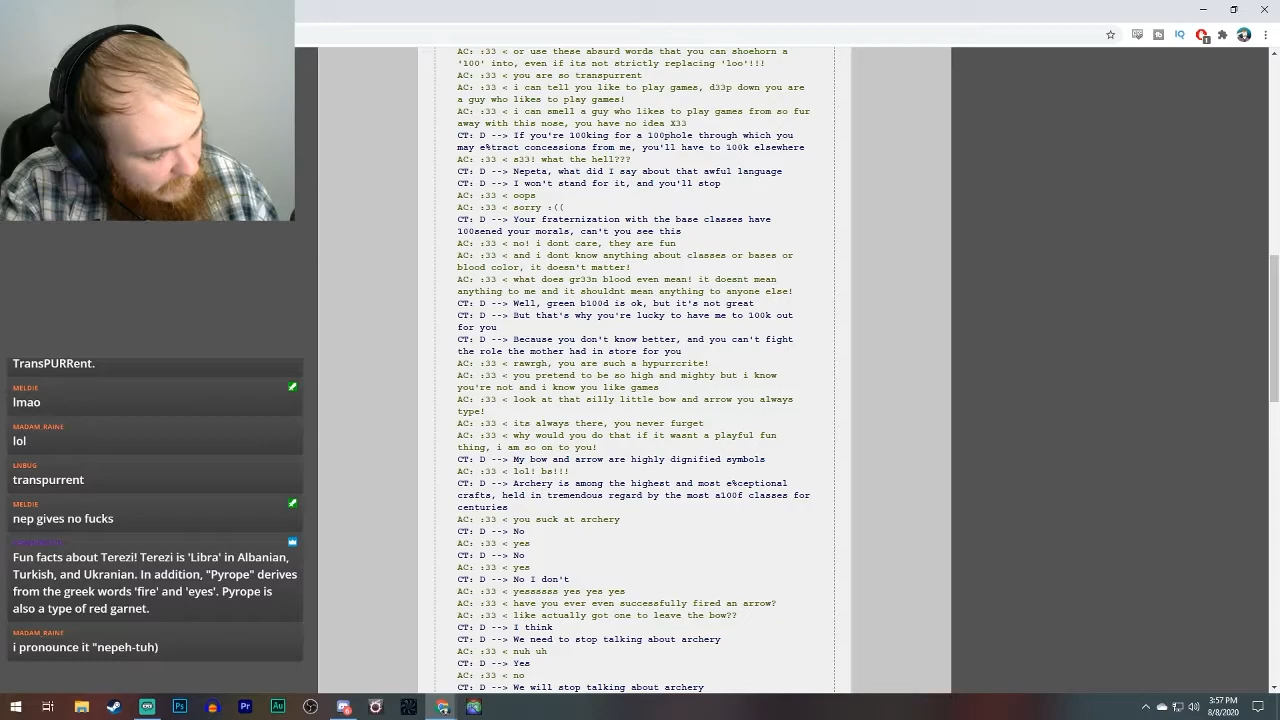 AC: :33 < or use these absurd words that you can shoehorn a
'100' into, even if its not strictly replacing 'loo'!!!
AC: :33 < you are so transpurrent
AC: :33 < i can tell you like to play games, d33p down you are
a guy who likes to play games!
AC: :33 < i can smell a guy who likes to play games from so fur
away with this nose, you have no idea X33
CT: D --> If you're 100king for a 100phole through which you
may e%tract concessions from me, you'll have to 100k elsewhere
AC: :33 < s33! what the hell???
CT: D --> Nepeta, what did I say about that awful language
CT: D --> I won't stand for it, and you'll stop
AC: :33 < oops
AC: :33 < sorry :((
CT: D --> Your fraternization with the base classes have
100sened your morals, can't you see this
AC: :33 < no! i dont care, they are fun
AC: :33 < and i dont know anything about classes or bases or
blood color, it doesn't matter!
AC: :33 < what does gr33n blood even mean! it doesnt mean
anything to me and it shouldnt mean anything to anyone else!
CT: D --> Well, green b100d is ok, but it's not great
CT: D --> But that's why you're lucky to have me to 100k out
for you
CT: D --> Because you don't know better, and you can't fight
the role the mother had in store for you
AC: :33 < rawrgh, you are such a hypurrcrite!
AC: :33 < you pretend to be so high and mighty but i know
you're not and i know you like games
AC: :33 < look at that silly little bow and arrow you always
type!
AC: :33 < its always there, you never furget
AC: :33 < why would you do that if it wasnt a playful fun
thing, i am so on to you!
CT: D --> My bow and arrow are highly dignified symbols
AC: :33 < lol! bs!!!
CT: D --> Archery is among the highest and most e%ceptional
crafts, held in tremendous regard by the most a100f classes for
centuries
AC: :33 < you suck at archery
CT: D --> No
AC: :33 < yes
CT: D --> No
AC: :33 < yes
CT: D --> No I don't
AC: :33 < yessssss yes yes yes
AC: :33 < have you ever even successfully fired an arrow?
AC: :33 < like actually got one to leave the bow??
CT: D --> I think
CT: D --> We need to stop talking about archery
AC: :33 < nuh uh
CT: D --> Yes
AC: :33 < no
CT: D --> We will stop talking about archery
TransPURRent.
MELDIE
lmao
MADAM_RAINE
lol
LNBUG
transpurrent
MELDIE
nep gives no fucks
Fun facts about Terezi! Terezi is 'Libra' in Albanian,
Turkish, and Ukranian. In addition, "Pyrope" derives
from the greek words 'fire' and 'eyes'. Pyrope is
also a type of red garnet.
MADAM_RAINE
i pronounce it "nepeh-tuh)
IQ
1
Ps
Pr
Au
3:57 PM
8/8/2020